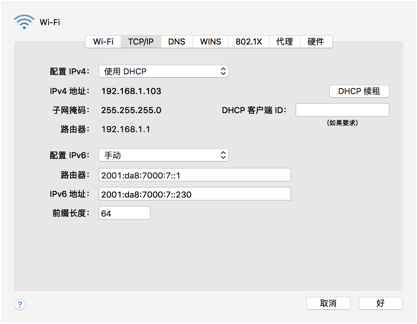 Wi-Fi
Wi-Fi TCP/IP DNS WINS 802.1X 代理 硬件
配置 IPv4： 使用 DHCP
IPv4 地址： 192.168.1.103 DHCP 续租
子网掩码： 255.255.255.0 DHCP 客户端 ID：
路由器： 192.168.1.1 (如果要求)
配置 IPv6： 手动
路由器： 2001:da8:7000:7::1
IPv6 地址： 2001:da8:7000:7::230
前缀长度： 64
? 取消 好